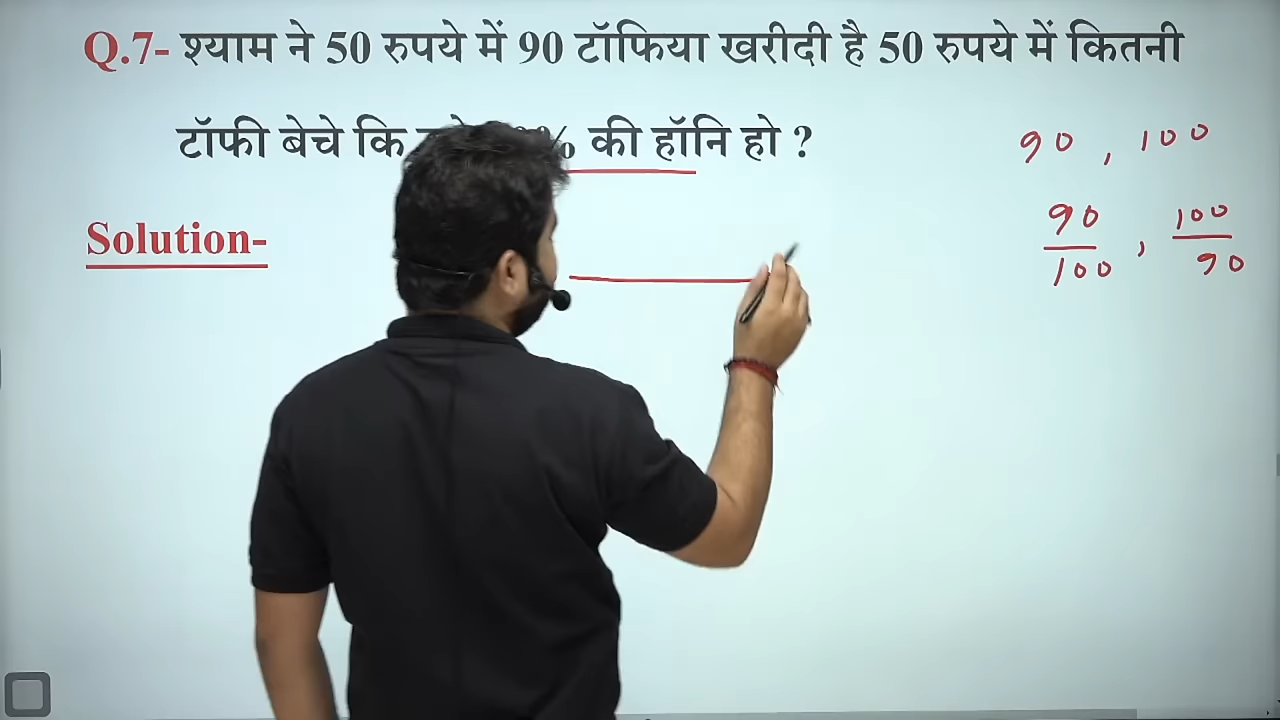 Q.7- श्याम ने 50 रुपये में 90 टॉफिया खरीदी है 50 रुपये में कितनी
टॉफी बेचे कि % की हॉनि हो ?
90 , 100
Solution-
90/100 , 100/90